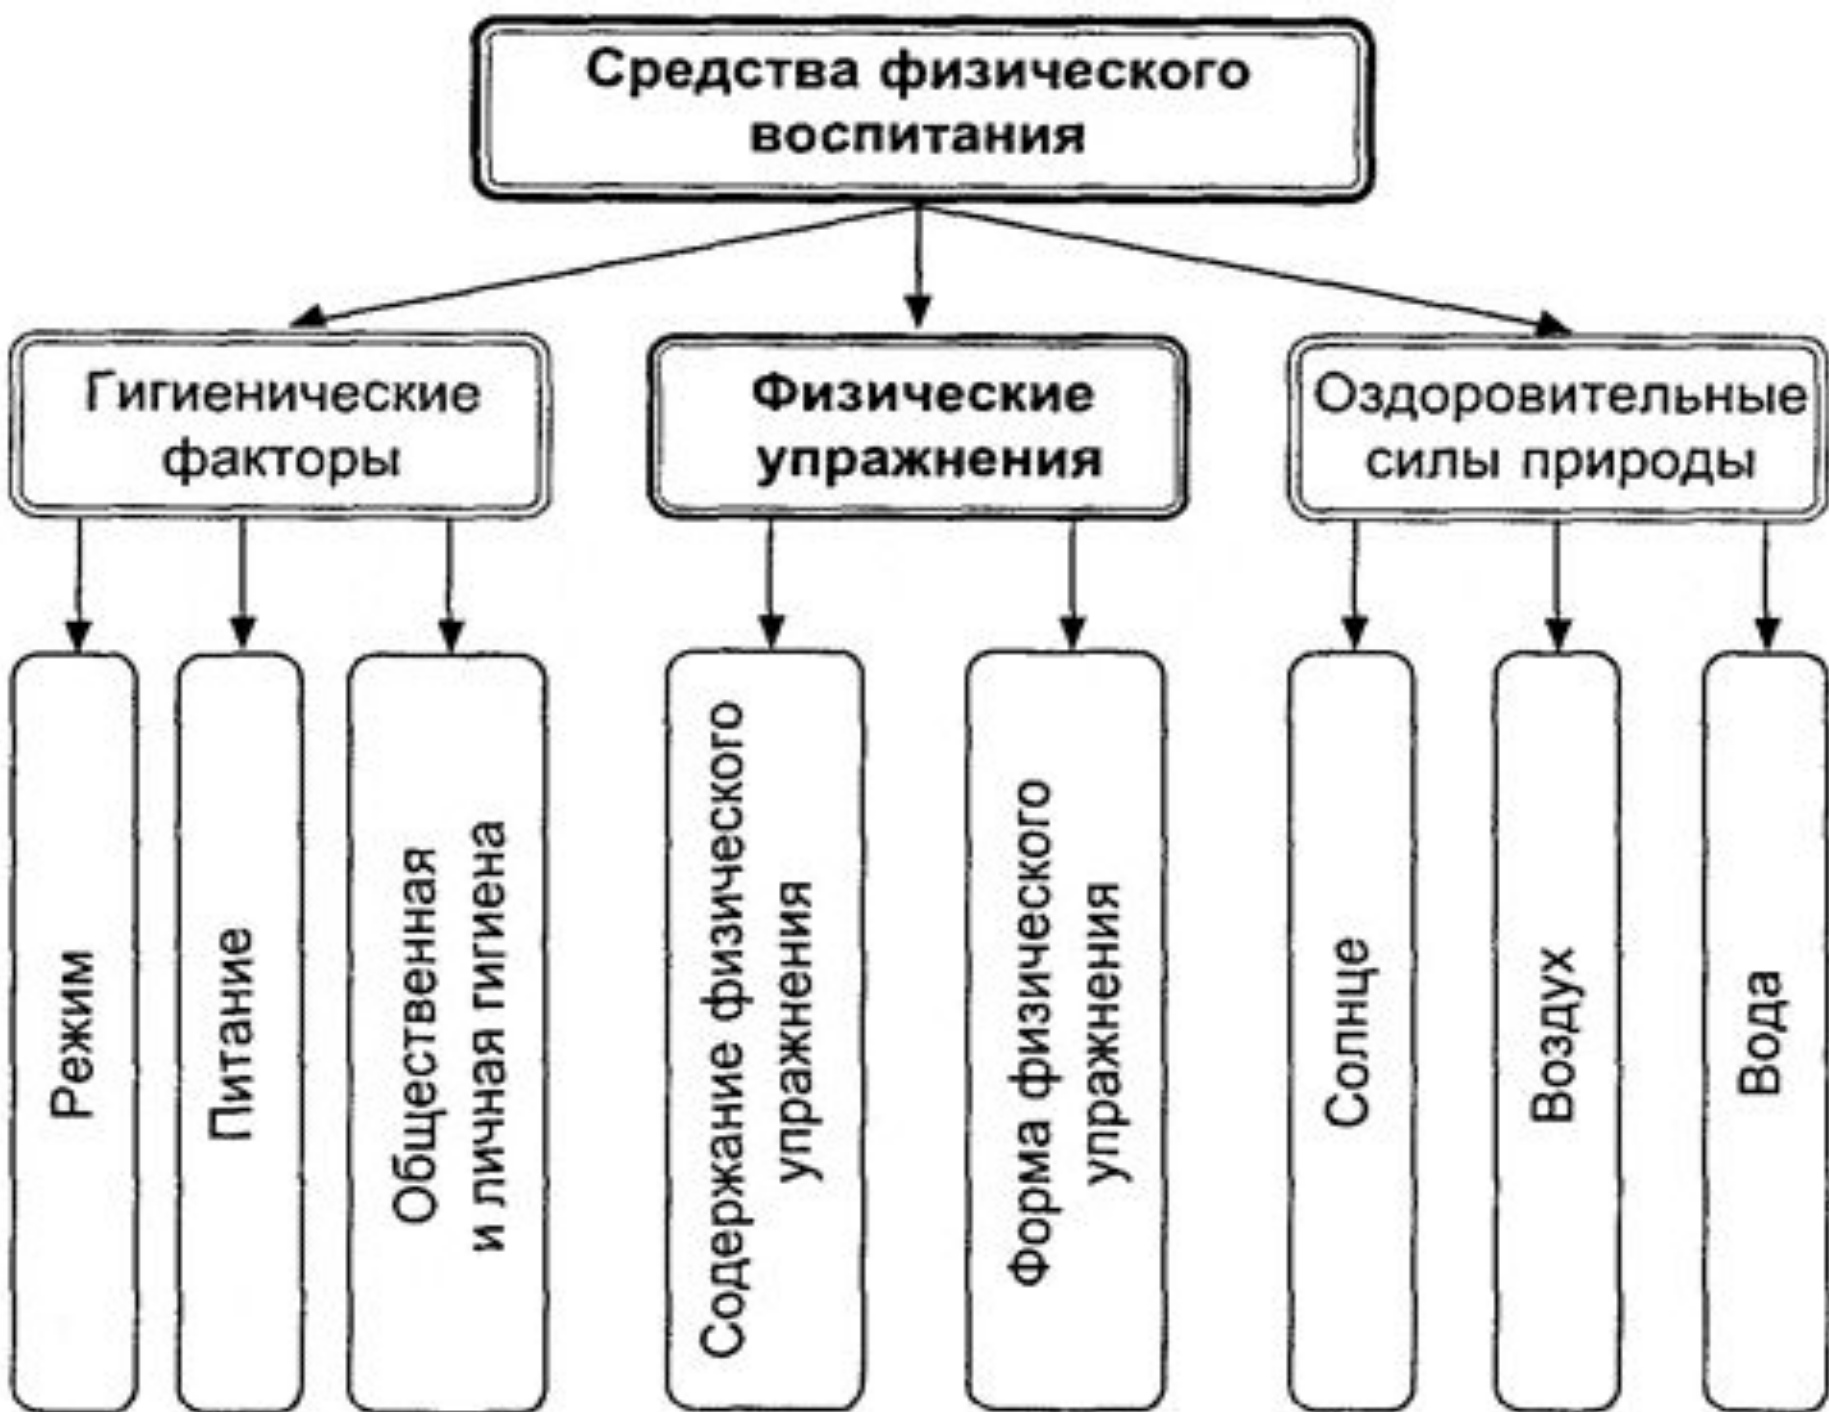 Средства физического
воспитания
Гигиенические
факторы
Физические
упражнения
Оздоровительные
силы природы
Режим
Питание
Общественная
и личная гигиена
Содержание физического
упражнения
Форма физического
упражнения
Солнце
Воздух
Вода